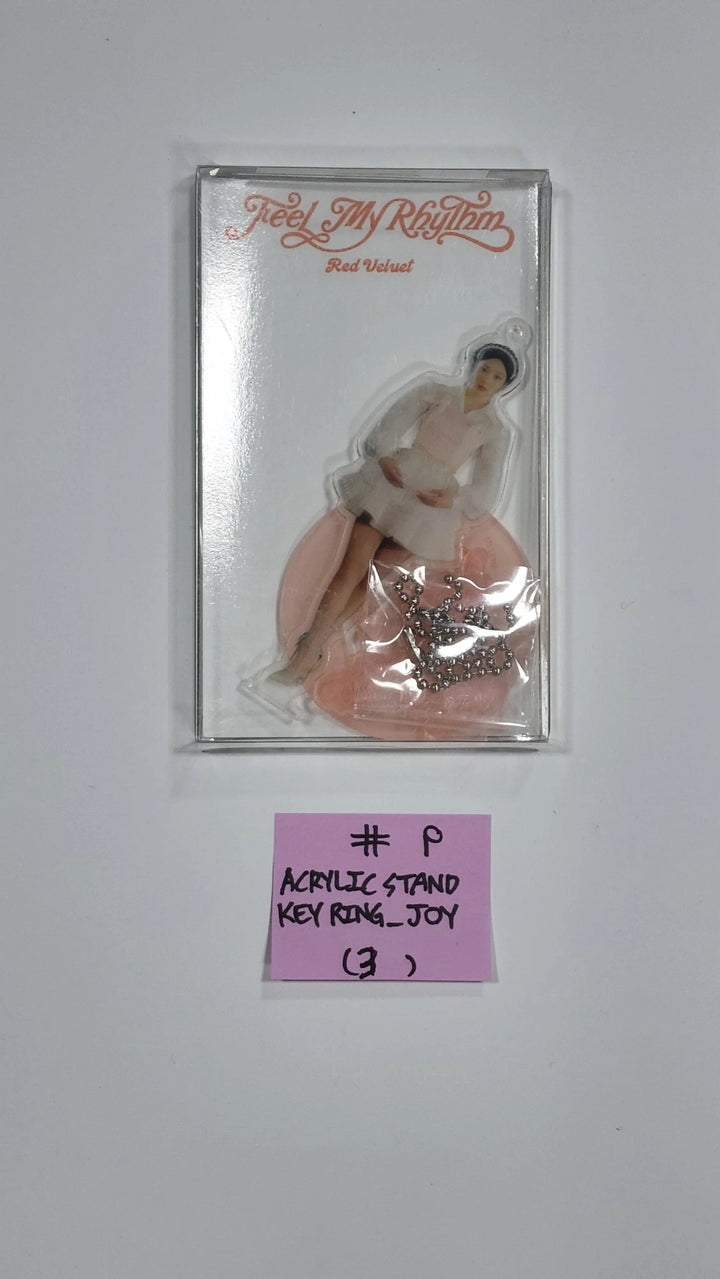 Feel My Rhythm
Red Velvet
# P
ACRYLIC STAND
KEY RING_JOY
(3)